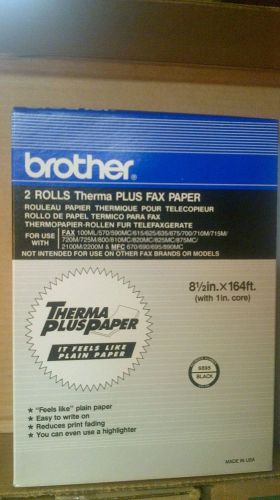 brother®
2 ROLLS Therma PLUS FAX PAPER
ROULEAU PAPIER THERMIQUE POUR TELECOPIEUR
ROLLO DE PAPEL TERMICO PARA FAX
THERMOPAPIER-ROLLEN FUR TELEFAXGERATE
FOR USE WITH
FAX 100ML/570/590MC/615/625/635/675/700/710M/715M/
720M/725M/800/810MC/820MC/825MC/875MC/
2100M/2200M & MFC 670/690/695/890MC
NOT INTENDED FOR USE ON OTHER FAX BRANDS or MODELS
8½in.×164ft.
(with 1in. core)
THERMA
PLUSPAPER
IT FEELS LIKE
PLAIN PAPER
★ "Feels like" plain paper
★ Easy to write on
★ Reduces print fading
★ You can even use a highlighter
6895
BLACK
MADE IN USA